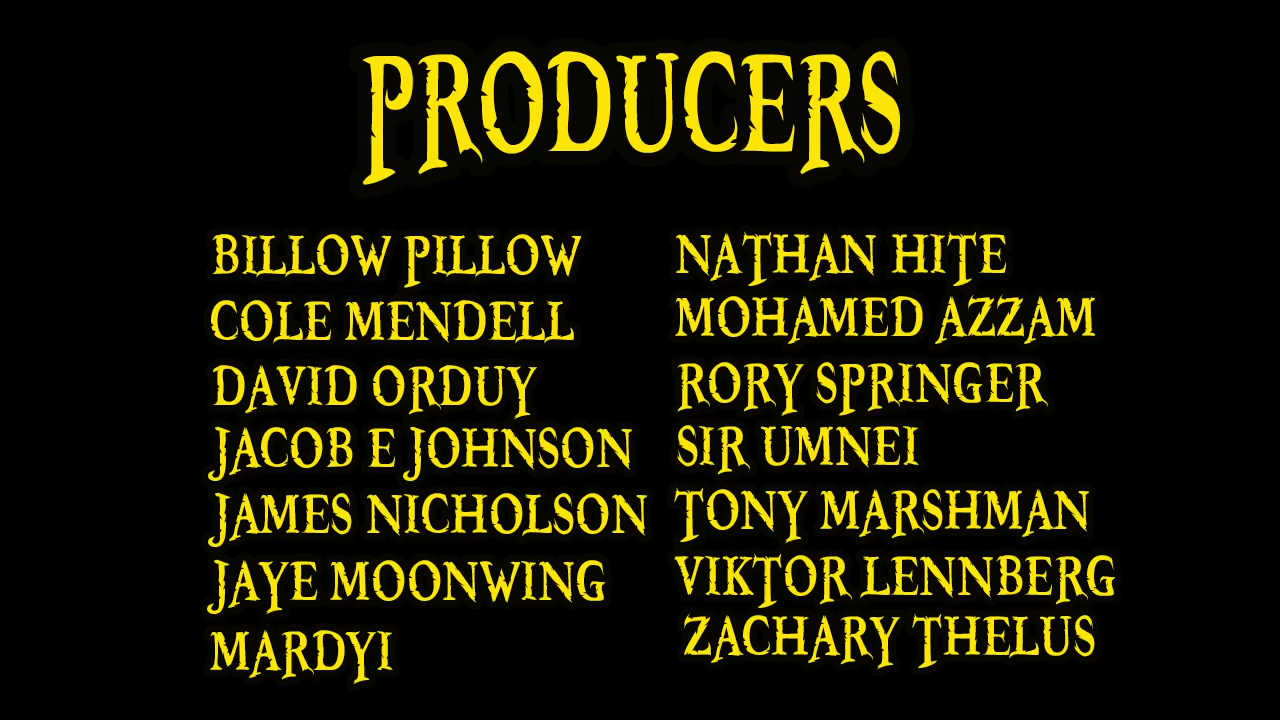 PRODUCERS
BILLOW PILLOW
COLE MENDELL
DAVID ORDUY
JACOB E JOHNSON
JAMES NICHOLSON
JAYE MOONWING
MARDYI
NATHAN HITE
MOHAMED AZZAM
RORY SPRINGER
SIR UMNEI
TONY MARSHMAN
VIKTOR LENNBERG
ZACHARY THELUS